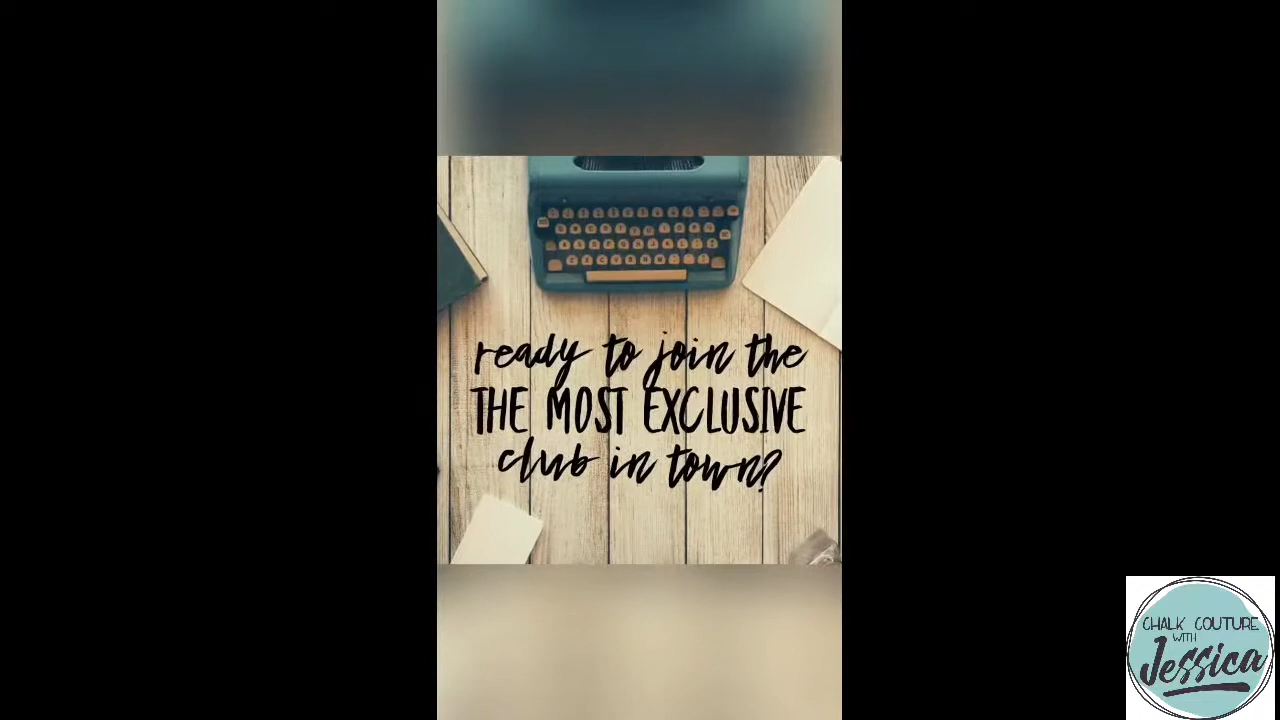 ready to join the
THE MOST EXCLUSIVE
club in town?
CHALK COUTURE
WITH
Jessica